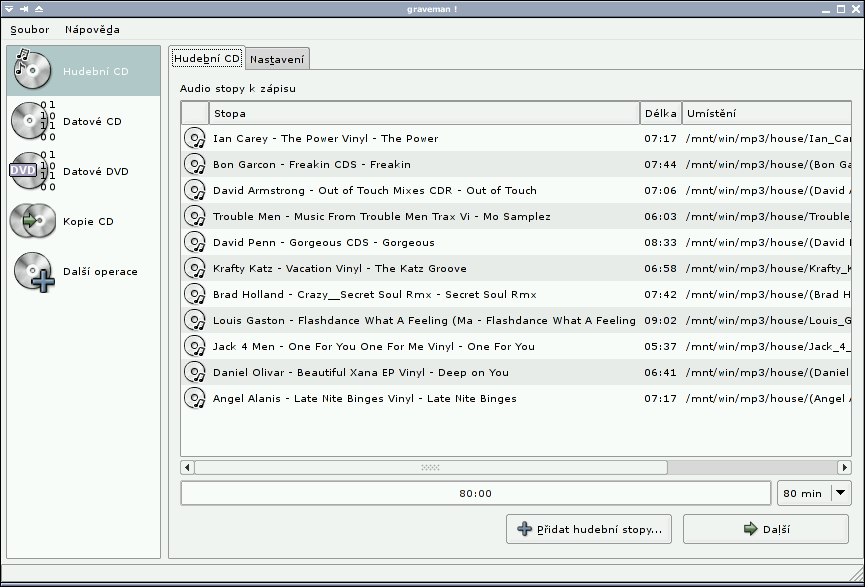 graveman !
Soubor Nápověda
Hudební CD
Datové CD
Datové DVD
Kopie CD
Další operace
Hudební CD Nastavení
Audio stopy k zápisu
Stopa Délka Umístění
Ian Carey - The Power Vinyl - The Power 07:17 /mnt/win/mp3/house/Ian_Car
Bon Garcon - Freakin CDS - Freakin 07:44 /mnt/win/mp3/house/(Bon Ga
David Armstrong - Out of Touch Mixes CDR - Out of Touch 07:06 /mnt/win/mp3/house/(David A
Trouble Men - Music From Trouble Men Trax Vi - Mo Samplez 06:03 /mnt/win/mp3/house/Trouble_
David Penn - Gorgeous CDS - Gorgeous 08:33 /mnt/win/mp3/house/(David P
Krafty Katz - Vacation Vinyl - The Katz Groove 06:58 /mnt/win/mp3/house/Krafty_K
Brad Holland - Crazy__Secret Soul Rmx - Secret Soul Rmx 07:42 /mnt/win/mp3/house/(Brad H
Louis Gaston - Flashdance What A Feeling (Ma - Flashdance What A Feeling 09:02 /mnt/win/mp3/house/Louis_G
Jack 4 Men - One For You One For Me Vinyl - One For You 05:37 /mnt/win/mp3/house/Jack_4_
Daniel Olivar - Beautiful Xana EP Vinyl - Deep on You 06:41 /mnt/win/mp3/house/(Daniel
Angel Alanis - Late Nite Binges Vinyl - Late Nite Binges 07:17 /mnt/win/mp3/house/(Angel A
80:00 80 min
Přidat hudební stopy... Další